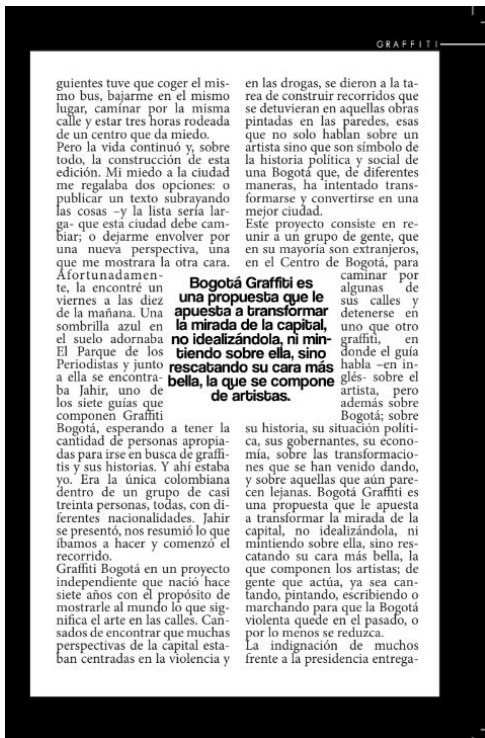 GRAFFITI
guientes tuve que coger el mis-
mo bus, bajarme en el mismo
lugar, caminar por la misma
calle y estar tres horas rodeada
de un centro que da miedo.
Pero la vida continuó y, sobre
todo, la construcción de esta
edición. Mi miedo a la ciudad
me regalaba dos opciones: o
publicar un texto subrayando
las cosas –y la lista sería lar-
ga- que esta ciudad debe cam-
biar; o dejarme envolver por
una nueva perspectiva, una
que me mostrara la otra cara.
Afortunadamen-
te, la encontré un
viernes a las diez
de la mañana. Una
sombrilla azul en
el suelo adornaba
El Parque de los
Periodistas y junto
a ella se encontra-
ba Jahir, uno de
los siete guías que
componen Graffiti
Bogotá, esperando a tener la
cantidad de personas apropia-
das para irse en busca de graffi-
tis y sus historias. Y ahí estaba
yo. Era la única colombiana
dentro de un grupo de casi
treinta personas, todas, con di-
ferentes nacionalidades. Jahir
se presentó, nos resumió lo que
íbamos a hacer y comenzó el
recorrido.
Graffiti Bogotá en un proyecto
independiente que nació hace
siete años con el propósito de
mostrarle al mundo lo que sig-
nifica el arte en las calles. Can-
sados de encontrar que muchas
perspectivas de la capital esta-
ban centradas en la violencia y
Bogotá Graffiti es
una propuesta que le
apuesta a transformar
la mirada de la capital,
no idealizándola, ni min-
tiendo sobre ella, sino
rescatando su cara más
bella, la que se compone
de artistas.
en las drogas, se dieron a la ta-
rea de construir recorridos que
se detuvieran en aquellas obras
pintadas en las paredes, esas
que no solo hablan sobre un
artista sino que son símbolo de
la historia política y social de
una Bogotá que, de diferentes
maneras, ha intentado trans-
formarse y convertirse en una
mejor ciudad.
Este proyecto consiste en re-
unir a un grupo de gente, que
en su mayoría son extranjeros,
en el Centro de Bogotá, para
caminar por
algunas de
sus calles y
detenerse en
uno que otro
graffiti, en
donde el guía
habla –en in-
glés- sobre el
artista, pero
además sobre
Bogotá; sobre
su historia, su situación políti-
ca, sus gobernantes, su econo-
mía, sobre las transformacio-
nes que se han venido dando,
y sobre aquellas que aún pare-
cen lejanas. Bogotá Graffiti es
una propuesta que le apuesta
a transformar la mirada de la
capital, no idealizándola, ni
mintiendo sobre ella, sino res-
catando su cara más bella, la
que componen los artistas; de
gente que actúa, ya sea can-
tando, pintando, escribiendo o
marchando para que la Bogotá
violenta quede en el pasado, o
por lo menos se reduzca.
La indignación de muchos
frente a la presidencia entrega-